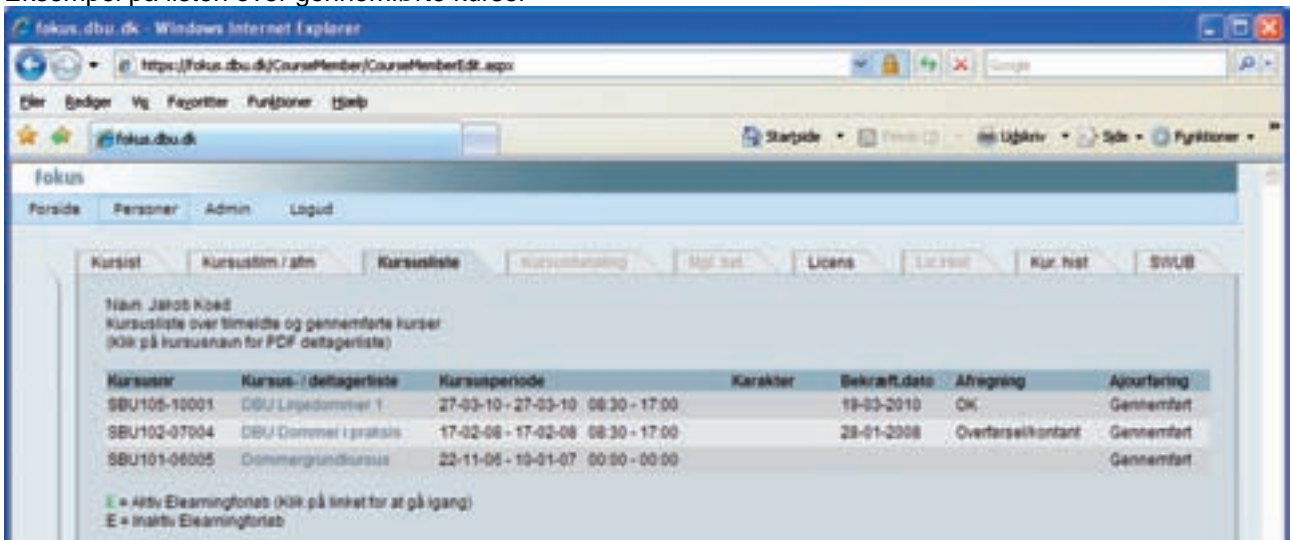 Eksempel på listen over gennemførte kurser
fokus.dbu.dk - Windows Internet Explorer
https://fokus.dbu.dk/CourseMember/CourseMemberEdit.aspx Google
Filer Rediger Vis Favoritter Funktioner Hjælp
fokus.dbu.dk Startside Udskriv Side Funktioner
Fokus
Forside Personer Admin Logud
Kursist Kursustilm / afm Kursusliste Licens Kur. hist SWUB
Navn: Jakob Koed
Kursusliste over tilmeldte og gennemførte kurser
(Klik på kursusnavn for PDF deltagerliste)
Kursusnr Kursus- / deltagerliste Kursusperiode Karakter Bekræft.dato Afregning Ajourføring
SBU105-10001 DBU Linjedommer 1 27-03-10 - 27-03-10 08:30 - 17:00 19-03-2010 OK Gennemført
SBU102-07004 DBU Dommer i praksis 17-02-08 - 17-02-08 08:30 - 17:00 28-01-2008 Overførsel/kontant Gennemført
SBU101-06005 Dommergrundkursus 22-11-06 - 10-01-07 00:00 - 00:00 Gennemført
E = Aktiv Elearningforløb (Klik på linket for at gå igang)
E = Inaktiv Elearningforløb